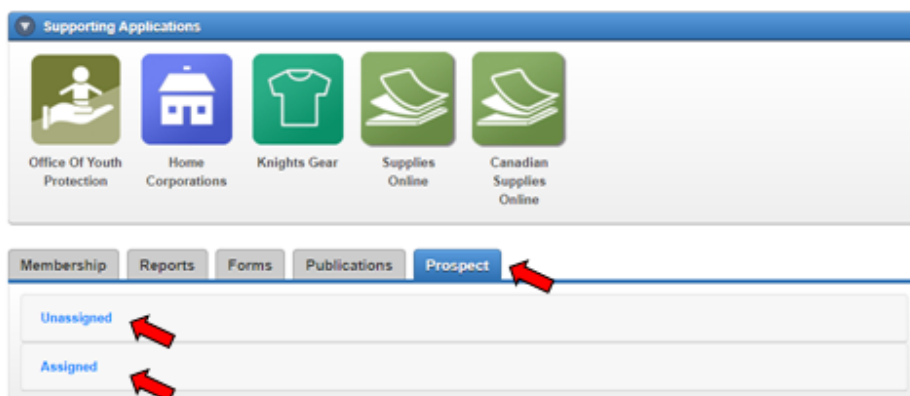 Supporting Applications
Office Of Youth
Protection
Home
Corporations
Knights Gear
Supplies
Online
Canadian
Supplies
Online
Membership
Reports
Forms
Publications
Prospect
Unassigned
Assigned